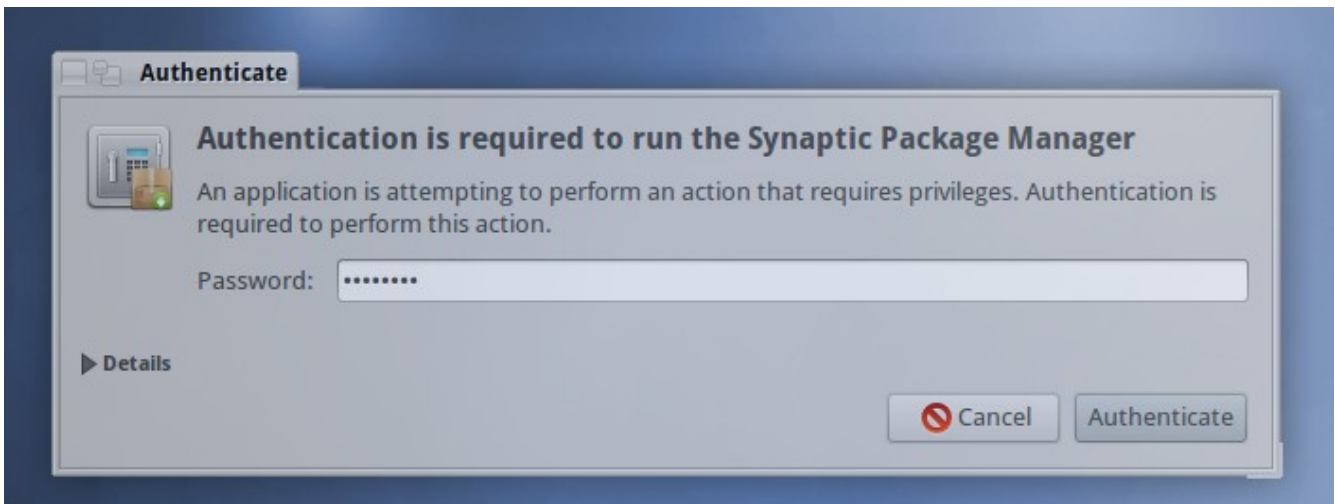 Authenticate
Authentication is required to run the Synaptic Package Manager
An application is attempting to perform an action that requires privileges. Authentication is
required to perform this action.
Password: ••••••••
Details
Cancel Authenticate